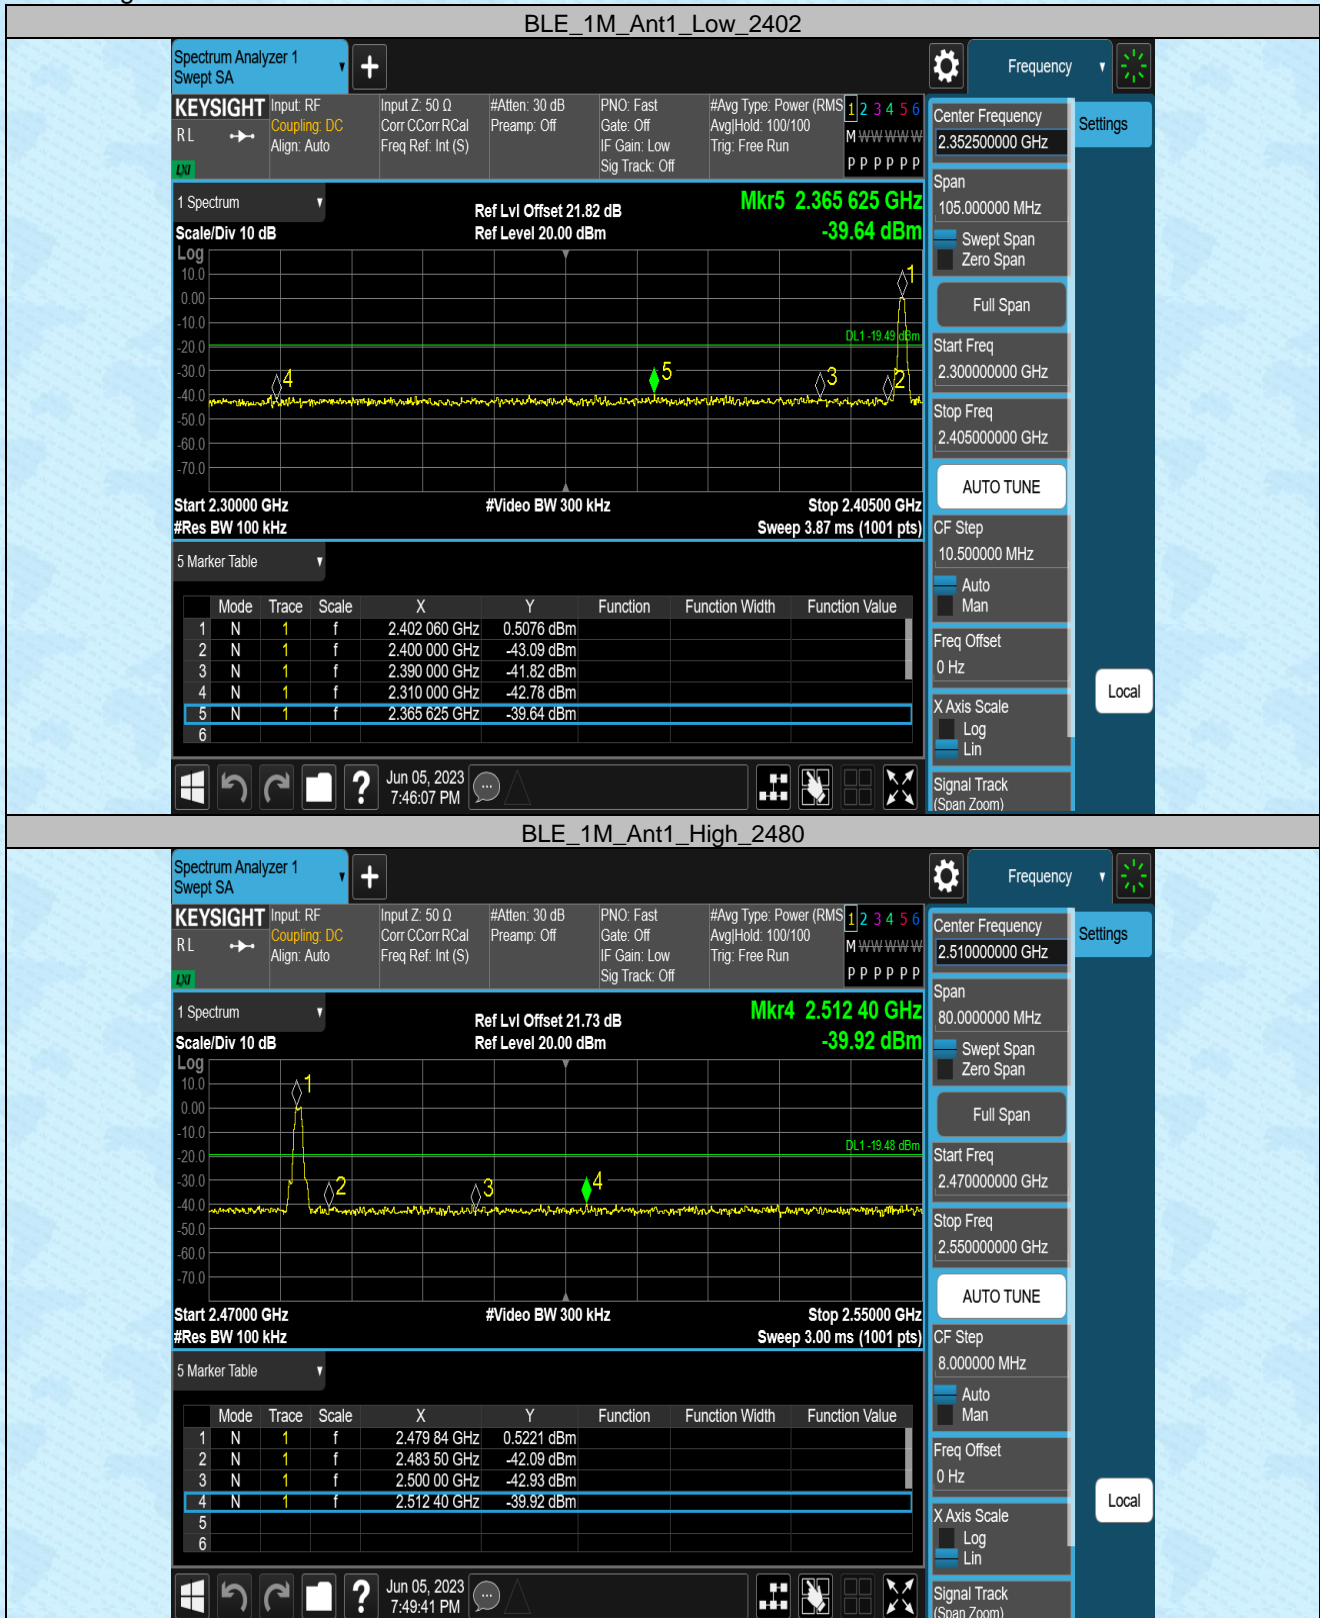 BLE_1M_Ant1_Low_2402
Spectrum Analyzer 1
Swept SA
Frequency
KEYSIGHT
RL
LXI
Input: RF
Coupling: DC
Align: Auto
Input Z: 50 Ω
Corr CCorr RCal
Freq Ref: Int (S)
#Atten: 30 dB
Preamp: Off
PNO: Fast
Gate: Off
IF Gain: Low
Sig Track: Off
#Avg Type: Power (RMS
Avg|Hold: 100/100
Trig: Free Run
1 2 3 4 5 6
M W W W W W
P P P P P P
1 Spectrum
Scale/Div 10 dB
Ref Lvl Offset 21.82 dB
Ref Level 20.00 dBm
Mkr5 2.365 625 GHz
-39.64 dBm
Log
10.0
0.00
-10.0
-20.0
-30.0
-40.0
-50.0
-60.0
-70.0
DL1 -19.49 dBm
1
2
3
4
5
Start 2.30000 GHz
#Video BW 300 kHz
Stop 2.40500 GHz
#Res BW 100 kHz
Sweep 3.87 ms (1001 pts)
5 Marker Table
Mode Trace Scale X Y Function Function Width Function Value
1 N 1 f 2.402 060 GHz 0.5076 dBm
2 N 1 f 2.400 000 GHz -43.09 dBm
3 N 1 f 2.390 000 GHz -41.82 dBm
4 N 1 f 2.310 000 GHz -42.78 dBm
5 N 1 f 2.365 625 GHz -39.64 dBm
6
Jun 05, 2023
7:46:07 PM
Center Frequency
2.352500000 GHz
Settings
Span
105.000000 MHz
Swept Span
Zero Span
Full Span
Start Freq
2.300000000 GHz
Stop Freq
2.405000000 GHz
AUTO TUNE
CF Step
10.500000 MHz
Auto
Man
Freq Offset
0 Hz
Local
X Axis Scale
Log
Lin
Signal Track
(Span Zoom)
BLE_1M_Ant1_High_2480
Spectrum Analyzer 1
Swept SA
Frequency
KEYSIGHT
RL
LXI
Input: RF
Coupling: DC
Align: Auto
Input Z: 50 Ω
Corr CCorr RCal
Freq Ref: Int (S)
#Atten: 30 dB
Preamp: Off
PNO: Fast
Gate: Off
IF Gain: Low
Sig Track: Off
#Avg Type: Power (RMS
Avg|Hold: 100/100
Trig: Free Run
1 2 3 4 5 6
M W W W W W
P P P P P P
1 Spectrum
Scale/Div 10 dB
Ref Lvl Offset 21.73 dB
Ref Level 20.00 dBm
Mkr4 2.512 40 GHz
-39.92 dBm
Log
10.0
0.00
-10.0
-20.0
-30.0
-40.0
-50.0
-60.0
-70.0
DL1 -19.48 dBm
1
2
3
4
Start 2.47000 GHz
#Video BW 300 kHz
Stop 2.55000 GHz
#Res BW 100 kHz
Sweep 3.00 ms (1001 pts)
5 Marker Table
Mode Trace Scale X Y Function Function Width Function Value
1 N 1 f 2.479 84 GHz 0.5221 dBm
2 N 1 f 2.483 50 GHz -42.09 dBm
3 N 1 f 2.500 00 GHz -42.93 dBm
4 N 1 f 2.512 40 GHz -39.92 dBm
5
6
Jun 05, 2023
7:49:41 PM
Center Frequency
2.510000000 GHz
Settings
Span
80.0000000 MHz
Swept Span
Zero Span
Full Span
Start Freq
2.470000000 GHz
Stop Freq
2.550000000 GHz
AUTO TUNE
CF Step
8.000000 MHz
Auto
Man
Freq Offset
0 Hz
Local
X Axis Scale
Log
Lin
Signal Track
(Span Zoom)